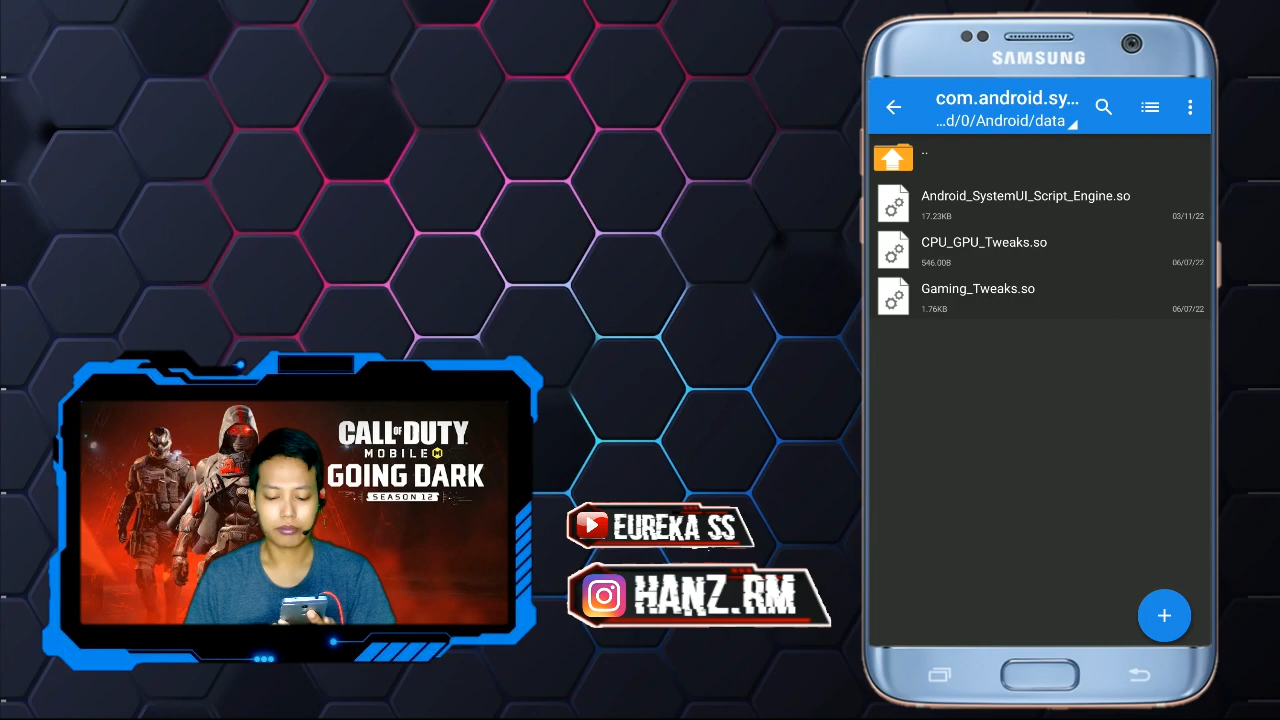 SAMSUNG
com.android.sy...
...d/0/Android/data
..
Android_SystemUI_Script_Engine.so
17.23KB 03/11/22
CPU_GPU_Tweaks.so
546.00B 06/07/22
Gaming_Tweaks.so
1.76KB 06/07/22
CALL OF DUTY
MOBILE
GOING DARK
SEASON 12
EUREKA SS
HANZ.RM